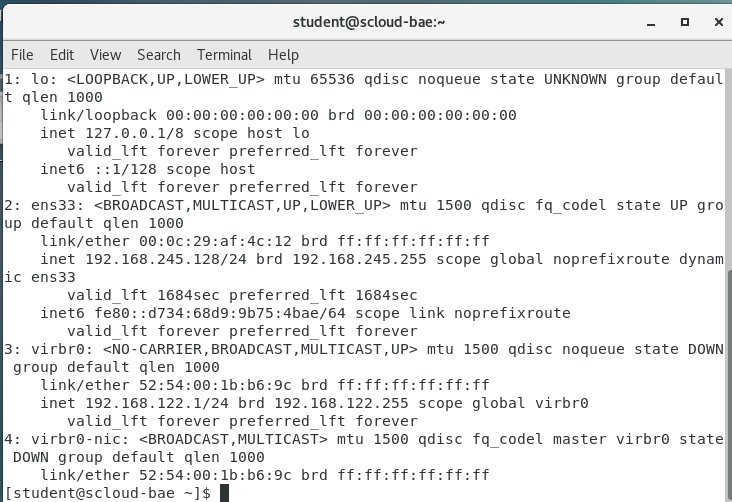 student@scloud-bae:~
File Edit View Search Terminal Help
1: lo: <LOOPBACK,UP,LOWER_UP> mtu 65536 qdisc noqueue state UNKNOWN group defaul
t qlen 1000
    link/loopback 00:00:00:00:00:00 brd 00:00:00:00:00:00
    inet 127.0.0.1/8 scope host lo
       valid_lft forever preferred_lft forever
    inet6 ::1/128 scope host
       valid_lft forever preferred_lft forever
2: ens33: <BROADCAST,MULTICAST,UP,LOWER_UP> mtu 1500 qdisc fq_codel state UP gro
up default qlen 1000
    link/ether 00:0c:29:af:4c:12 brd ff:ff:ff:ff:ff:ff
    inet 192.168.245.128/24 brd 192.168.245.255 scope global noprefixroute dynam
ic ens33
       valid_lft 1684sec preferred_lft 1684sec
    inet6 fe80::d734:68d9:9b75:4bae/64 scope link noprefixroute
       valid_lft forever preferred_lft forever
3: virbr0: <NO-CARRIER,BROADCAST,MULTICAST,UP> mtu 1500 qdisc noqueue state DOWN
 group default qlen 1000
    link/ether 52:54:00:1b:b6:9c brd ff:ff:ff:ff:ff:ff
    inet 192.168.122.1/24 brd 192.168.122.255 scope global virbr0
       valid_lft forever preferred_lft forever
4: virbr0-nic: <BROADCAST,MULTICAST> mtu 1500 qdisc fq_codel master virbr0 state
 DOWN group default qlen 1000
    link/ether 52:54:00:1b:b6:9c brd ff:ff:ff:ff:ff:ff
[student@scloud-bae ~]$